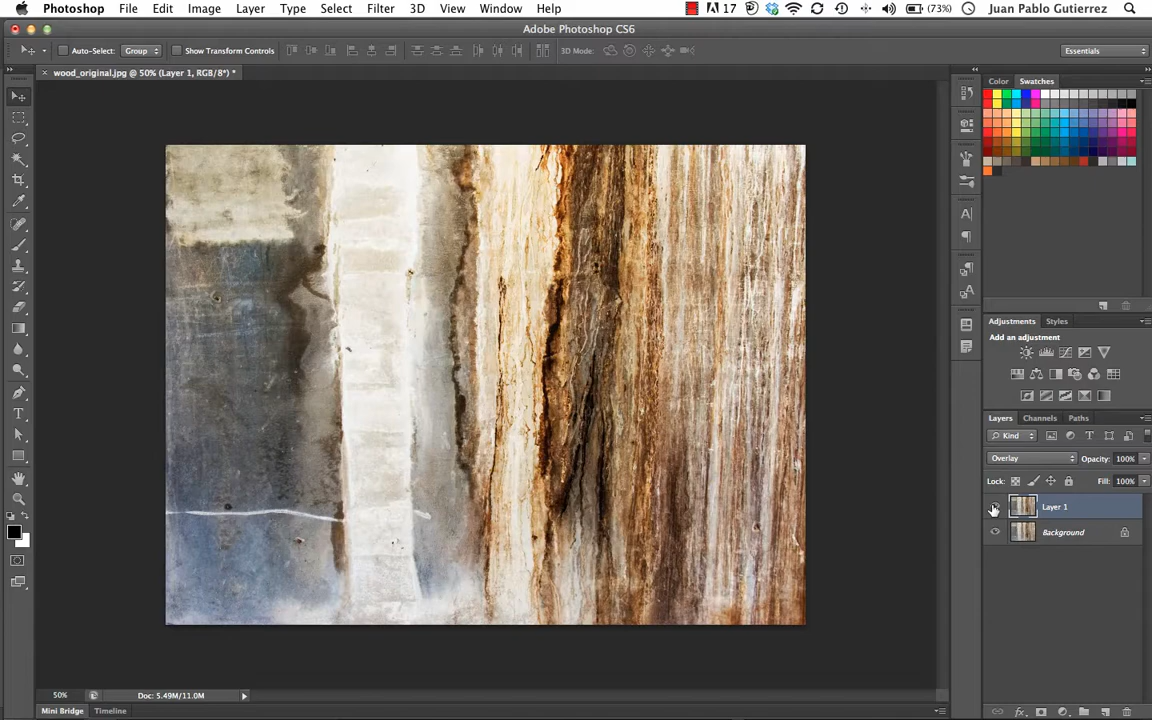 Photoshop File Edit Image Layer Type Select Filter 3D View Window Help 17 (73%) Juan Pablo Gutierrez
Adobe Photoshop CS6
Auto-Select: Group Show Transform Controls 3D Mode: Essentials
wood_original.jpg @ 50% (Layer 1, RGB/8*) *
Color Swatches
Adjustments Styles
Add an adjustment
Layers Channels Paths
Kind
Overlay Opacity: 100%
Lock: Fill: 100%
Layer 1
Background
50% Doc: 5.49M/11.0M
Mini Bridge Timeline